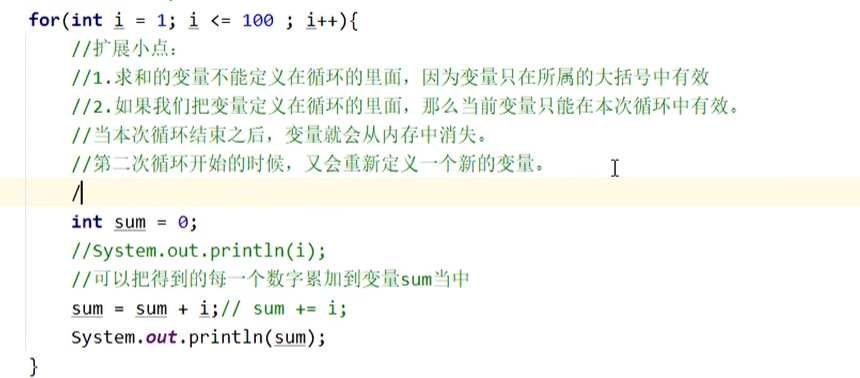 for(int i = 1; i <= 100 ; i++){
//扩展小点：
//1.求和的变量不能定义在循环的里面，因为变量只在所属的大括号中有效
//2.如果我们把变量定义在循环的里面，那么当前变量只能在本次循环中有效。
//当本次循环结束之后，变量就会从内存中消失。
//第二次循环开始的时候，又会重新定义一个新的变量。
/
int sum = 0;
//System.out.println(i);
//可以把得到的每一个数字累加到变量sum当中
sum = sum + i;// sum += i;
System.out.println(sum);
}